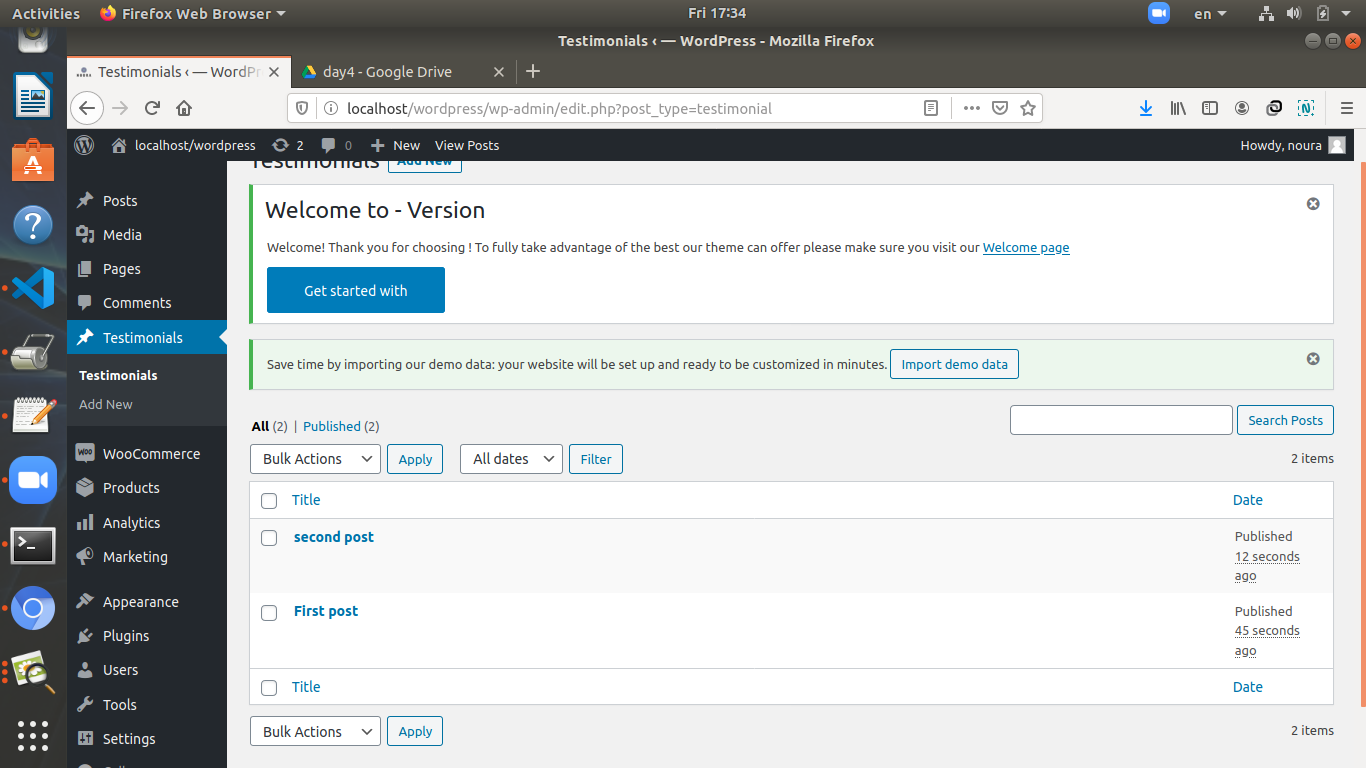 Activities Firefox Web Browser Fri 17:34 en
Testimonials ‹ — WordPress - Mozilla Firefox
Testimonials ‹ — WordPr day4 - Google Drive
localhost/wordpress/wp-admin/edit.php?post_type=testimonial
localhost/wordpress 2 0 New View Posts Howdy, noura
Testimonials Add New
Posts
Media
Pages
Comments
Testimonials
Testimonials
Add New
WOO WooCommerce
Products
Analytics
Marketing
Appearance
Plugins
Users
Tools
Settings
Welcome to - Version
Welcome! Thank you for choosing ! To fully take advantage of the best our theme can offer please make sure you visit our Welcome page
Get started with
Save time by importing our demo data: your website will be set up and ready to be customized in minutes. Import demo data
All (2) | Published (2) Search Posts
Bulk Actions Apply All dates Filter 2 items
Title Date
second post Published
12 seconds
ago
First post Published
45 seconds
ago
Title Date
Bulk Actions Apply 2 items